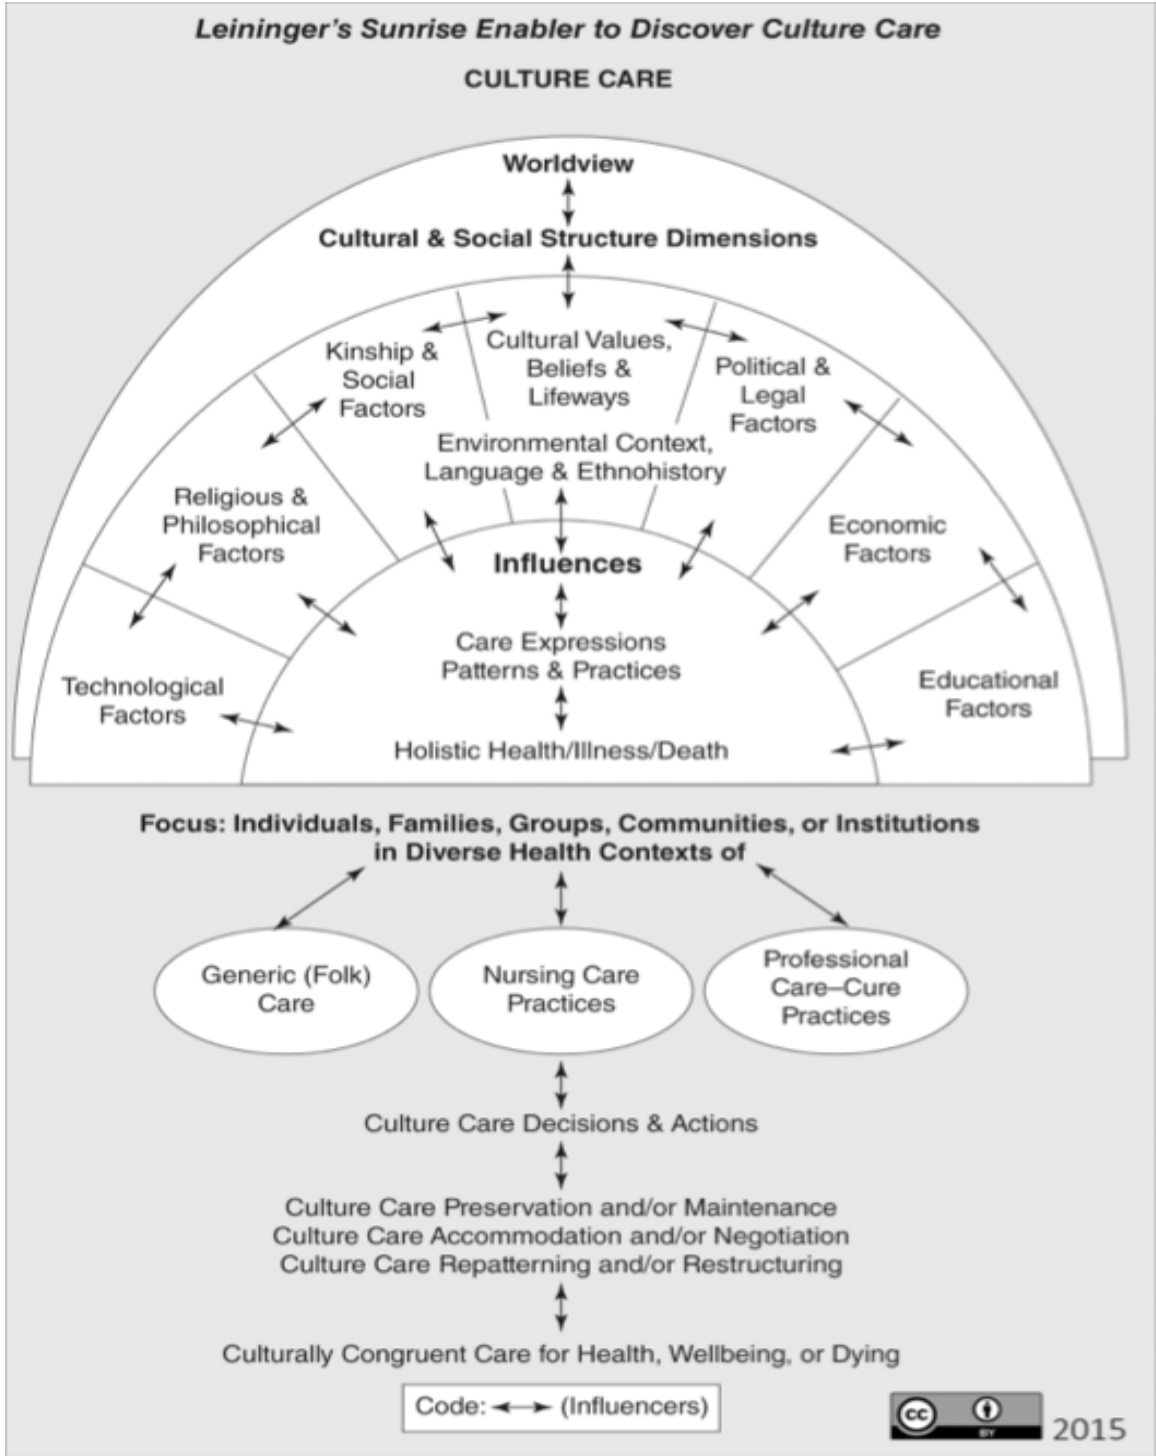 Leininger's Sunrise Enabler to Discover Culture Care
CULTURE CARE
Worldview
Cultural & Social Structure Dimensions
Kinship &
Social
Factors
Cultural Values,
Beliefs &
Lifeways
Political &
Legal
Factors
Environmental Context,
Language & Ethnohistory
Religious &
Philosophical
Factors
Economic
Factors
Influences
Care Expressions
Patterns & Practices
Technological
Factors
Educational
Factors
Holistic Health/Illness/Death
Focus: Individuals, Families, Groups, Communities, or Institutions
in Diverse Health Contexts of
Generic (Folk)
Care
Nursing Care
Practices
Professional
Care–Cure
Practices
Culture Care Decisions & Actions
Culture Care Preservation and/or Maintenance
Culture Care Accommodation and/or Negotiation
Culture Care Repatterning and/or Restructuring
Culturally Congruent Care for Health, Wellbeing, or Dying
Code: ↔ (Influencers)
cc
BY
2015